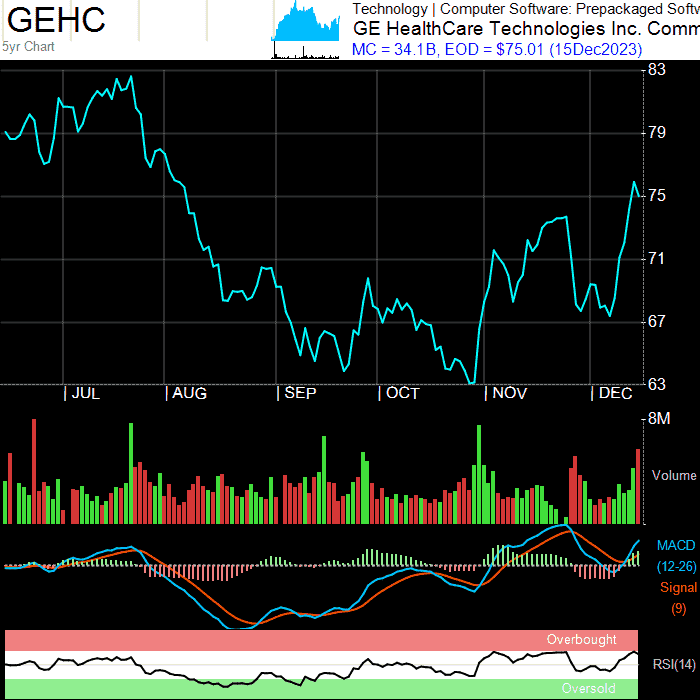 GEHC
5yr Chart
Technology | Computer Software: Prepackaged Softw
GE HealthCare Technologies Inc. Comm
MC = 34.1B, EOD = $75.01 (15Dec2023)
83
79
75
71
67
63
| JUL | AUG | SEP | OCT | NOV | DEC
8M
Volume
MACD
(12-26)
Signal
(9)
Overbought
RSI(14)
Oversold